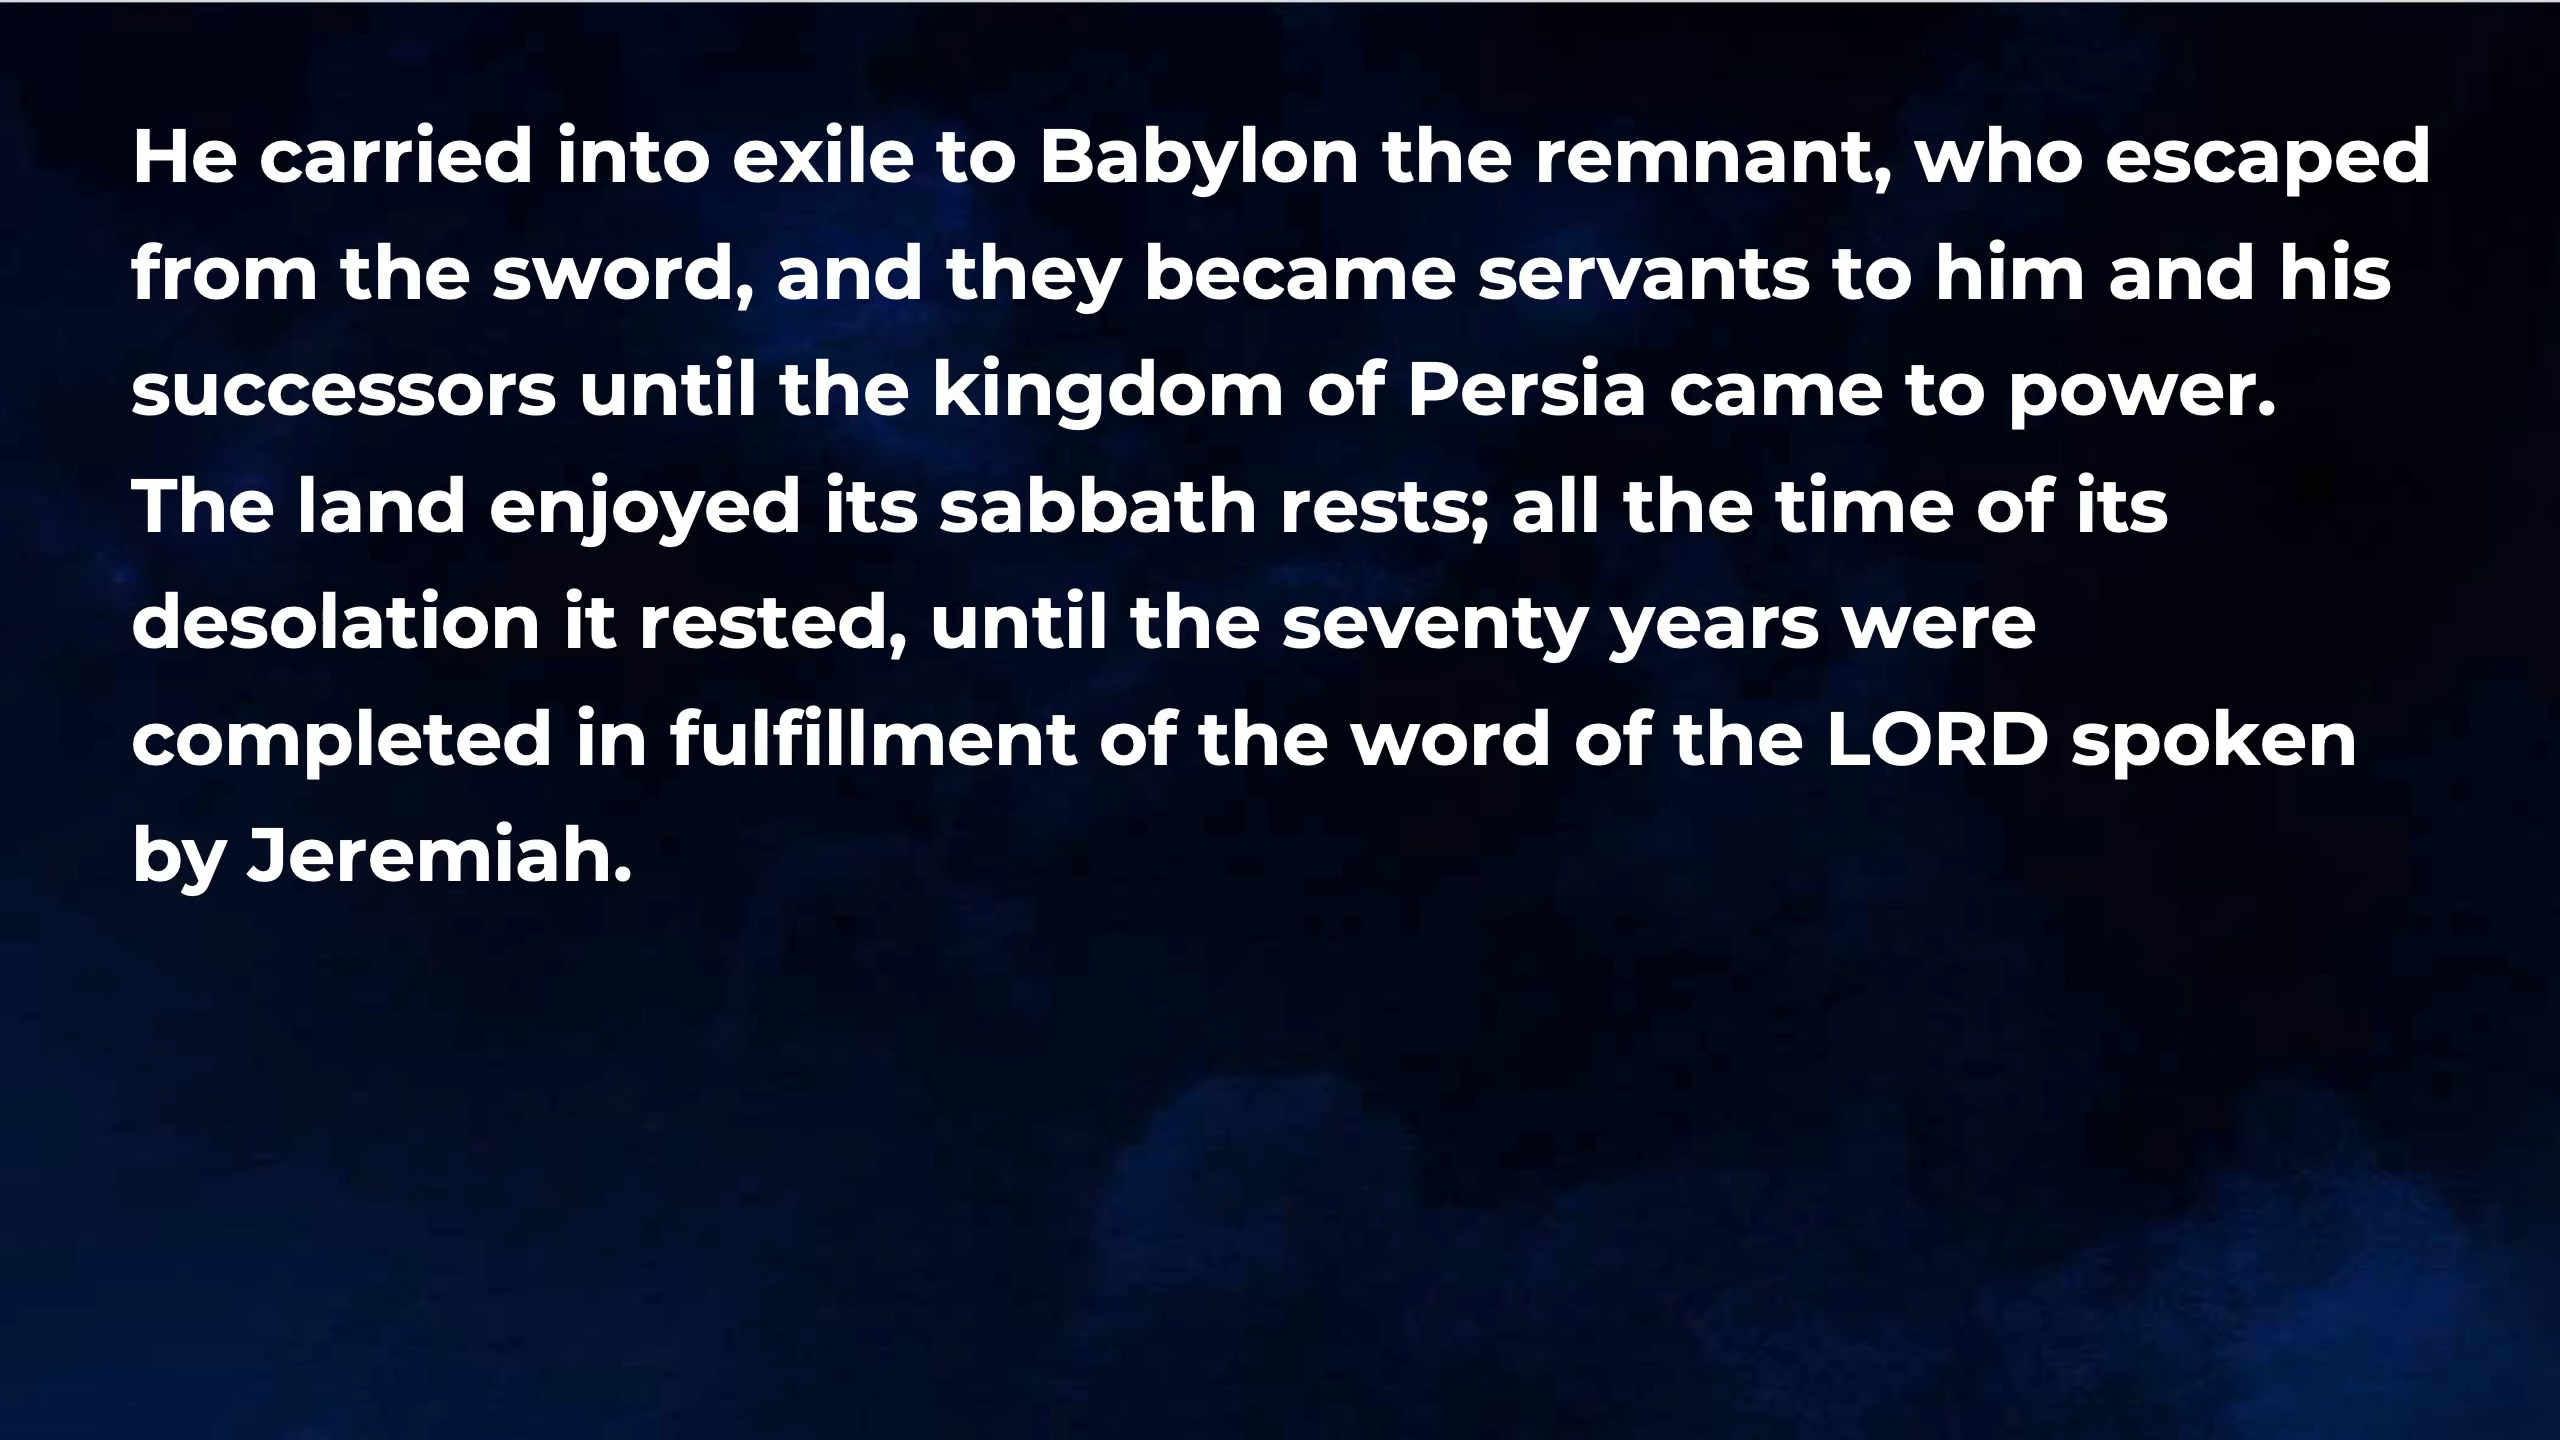 He carried into exile to Babylon the remnant, who escaped
from the sword, and they became servants to him and his
successors until the kingdom of Persia came to power.
The land enjoyed its sabbath rests; all the time of its
desolation it rested, until the seventy years were
completed in fulfillment of the word of the LORD spoken
by Jeremiah.